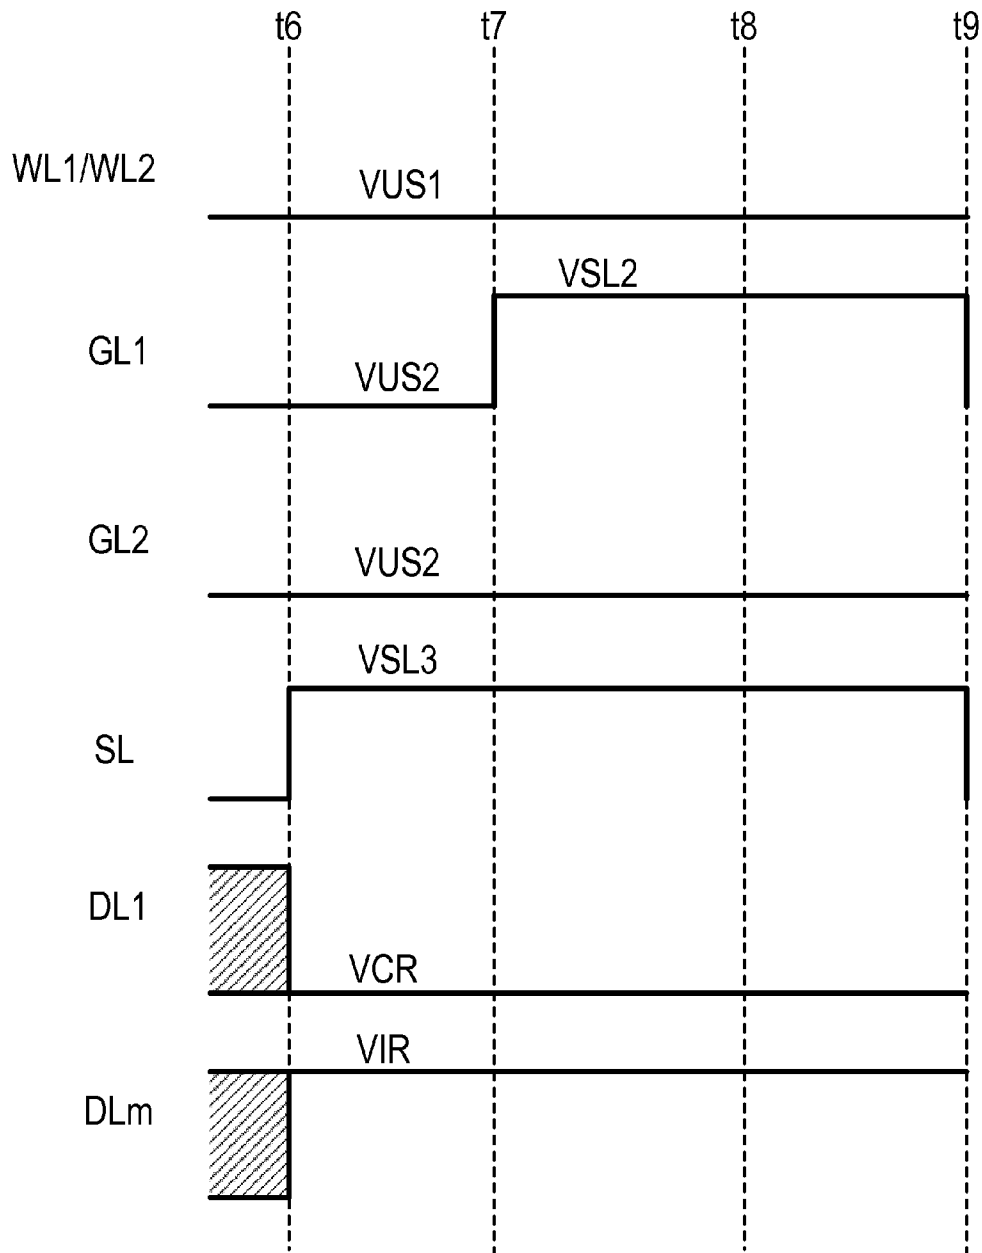 t6 t7 t8 t9
WL1/WL2
VUS1
VSL2
GL1
VUS2
GL2
VUS2
VSL3
SL
DL1
VCR
VIR
DLm